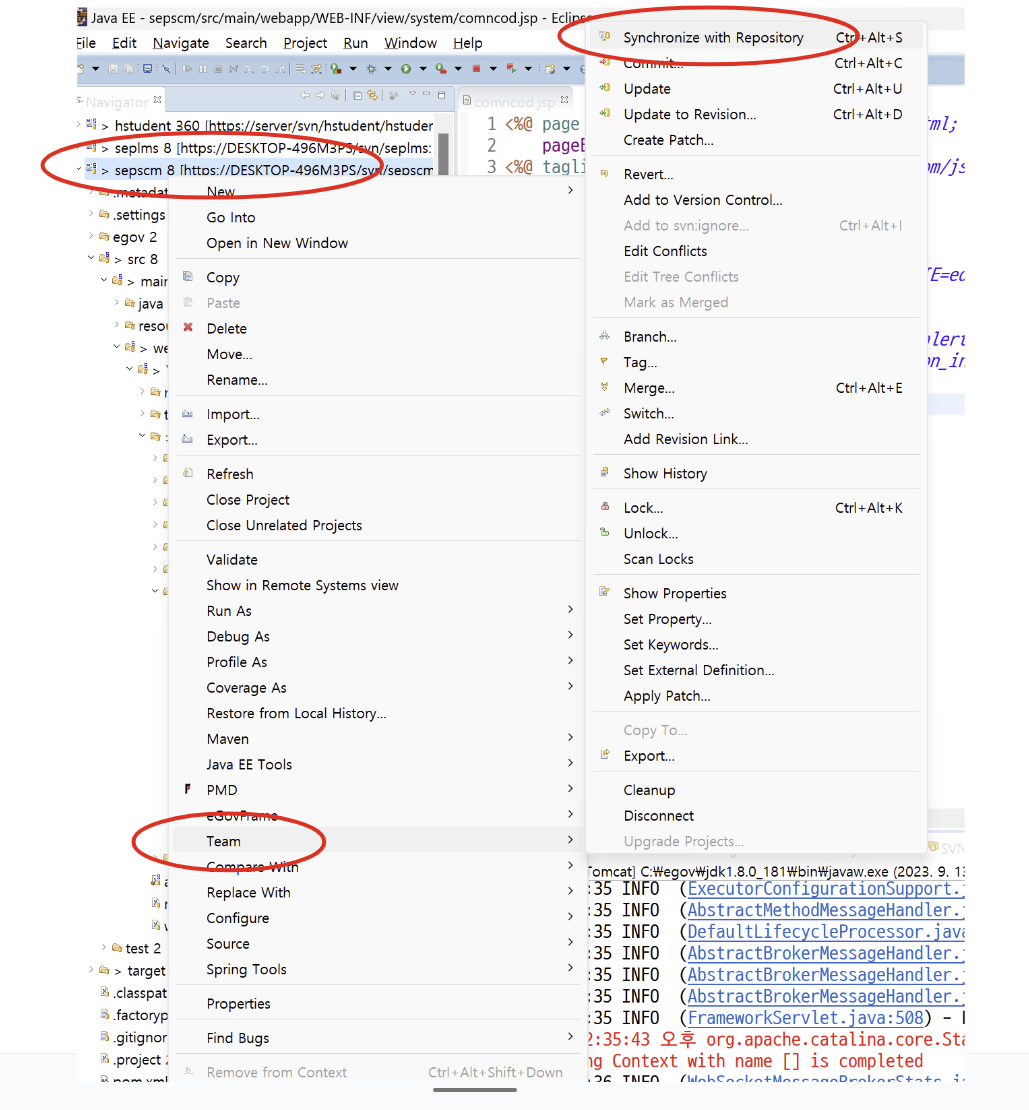 Java EE - sepscm/src/main/webapp/WEB-INF/view/system/comncod.jsp - Eclipse
File Edit Navigate Search Project Run Window Help
Navigator
comncod.jsp
> hstudent 360 [https://server/svn/hstudent/hstuder
> seplms 8 [https://DESKTOP-496M3PS/svn/seplms:
> sepscm 8 [https://DESKTOP-496M3PS/svn/sepscm
.metadat
.settings
egov 2
> src 8
> main
java
resou
> we
test 2
> target
.classpat
.factoryp
.gitignor
.project 2
pom.xml
1 <%@ page
2 pageE
3 <%@ tagli
tml;
om/js
IE=ed
alert
on_in
New
Go Into
Open in New Window
Copy
Paste
Delete
Move...
Rename...
Import...
Export...
Refresh
Close Project
Close Unrelated Projects
Validate
Show in Remote Systems view
Run As
Debug As
Profile As
Coverage As
Restore from Local History...
Maven
Java EE Tools
PMD
eGovFrame
Team
Compare With
Replace With
Configure
Source
Spring Tools
Properties
Find Bugs
Remove from Context Ctrl+Alt+Shift+Down
Synchronize with Repository Ctrl+Alt+S
Commit... Ctrl+Alt+C
Update Ctrl+Alt+U
Update to Revision... Ctrl+Alt+D
Create Patch...
Revert...
Add to Version Control...
Add to svn:ignore... Ctrl+Alt+I
Edit Conflicts
Edit Tree Conflicts
Mark as Merged
Branch...
Tag...
Merge... Ctrl+Alt+E
Switch...
Add Revision Link...
Show History
Lock... Ctrl+Alt+K
Unlock...
Scan Locks
Show Properties
Set Property...
Set Keywords...
Set External Definition...
Apply Patch...
Copy To...
Export...
Cleanup
Disconnect
Upgrade Projects...
SVN
Tomcat] C:₩egov₩jdk1.8.0_181₩bin₩javaw.exe (2023. 9. 13
:35 INFO (ExecutorConfigurationSupport.j
:35 INFO (AbstractMethodMessageHandler.j
:35 INFO (DefaultLifecycleProcessor.java
:35 INFO (AbstractBrokerMessageHandler.j
:35 INFO (AbstractBrokerMessageHandler.j
:35 INFO (AbstractBrokerMessageHandler.j
:35 INFO (FrameworkServlet.java:508) - F
2:35:43 오후 org.apache.catalina.core.Sta
ng Context with name [] is completed
:36 INFO (WebSocketMessageBrokerStats.ja